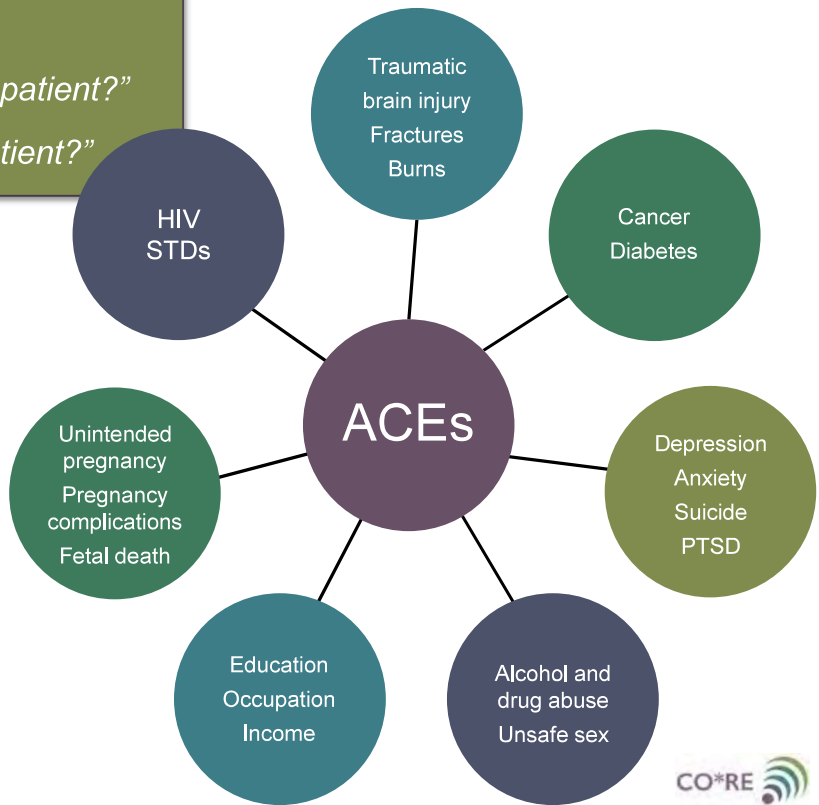 patient?”
tient?”
Traumatic
brain injury
Fractures
Burns
HIV
STDs
Cancer
Diabetes
ACEs
Unintended
pregnancy
Pregnancy
complications
Fetal death
Depression
Anxiety
Suicide
PTSD
Education
Occupation
Income
Alcohol and
drug abuse
Unsafe sex
CO*RE